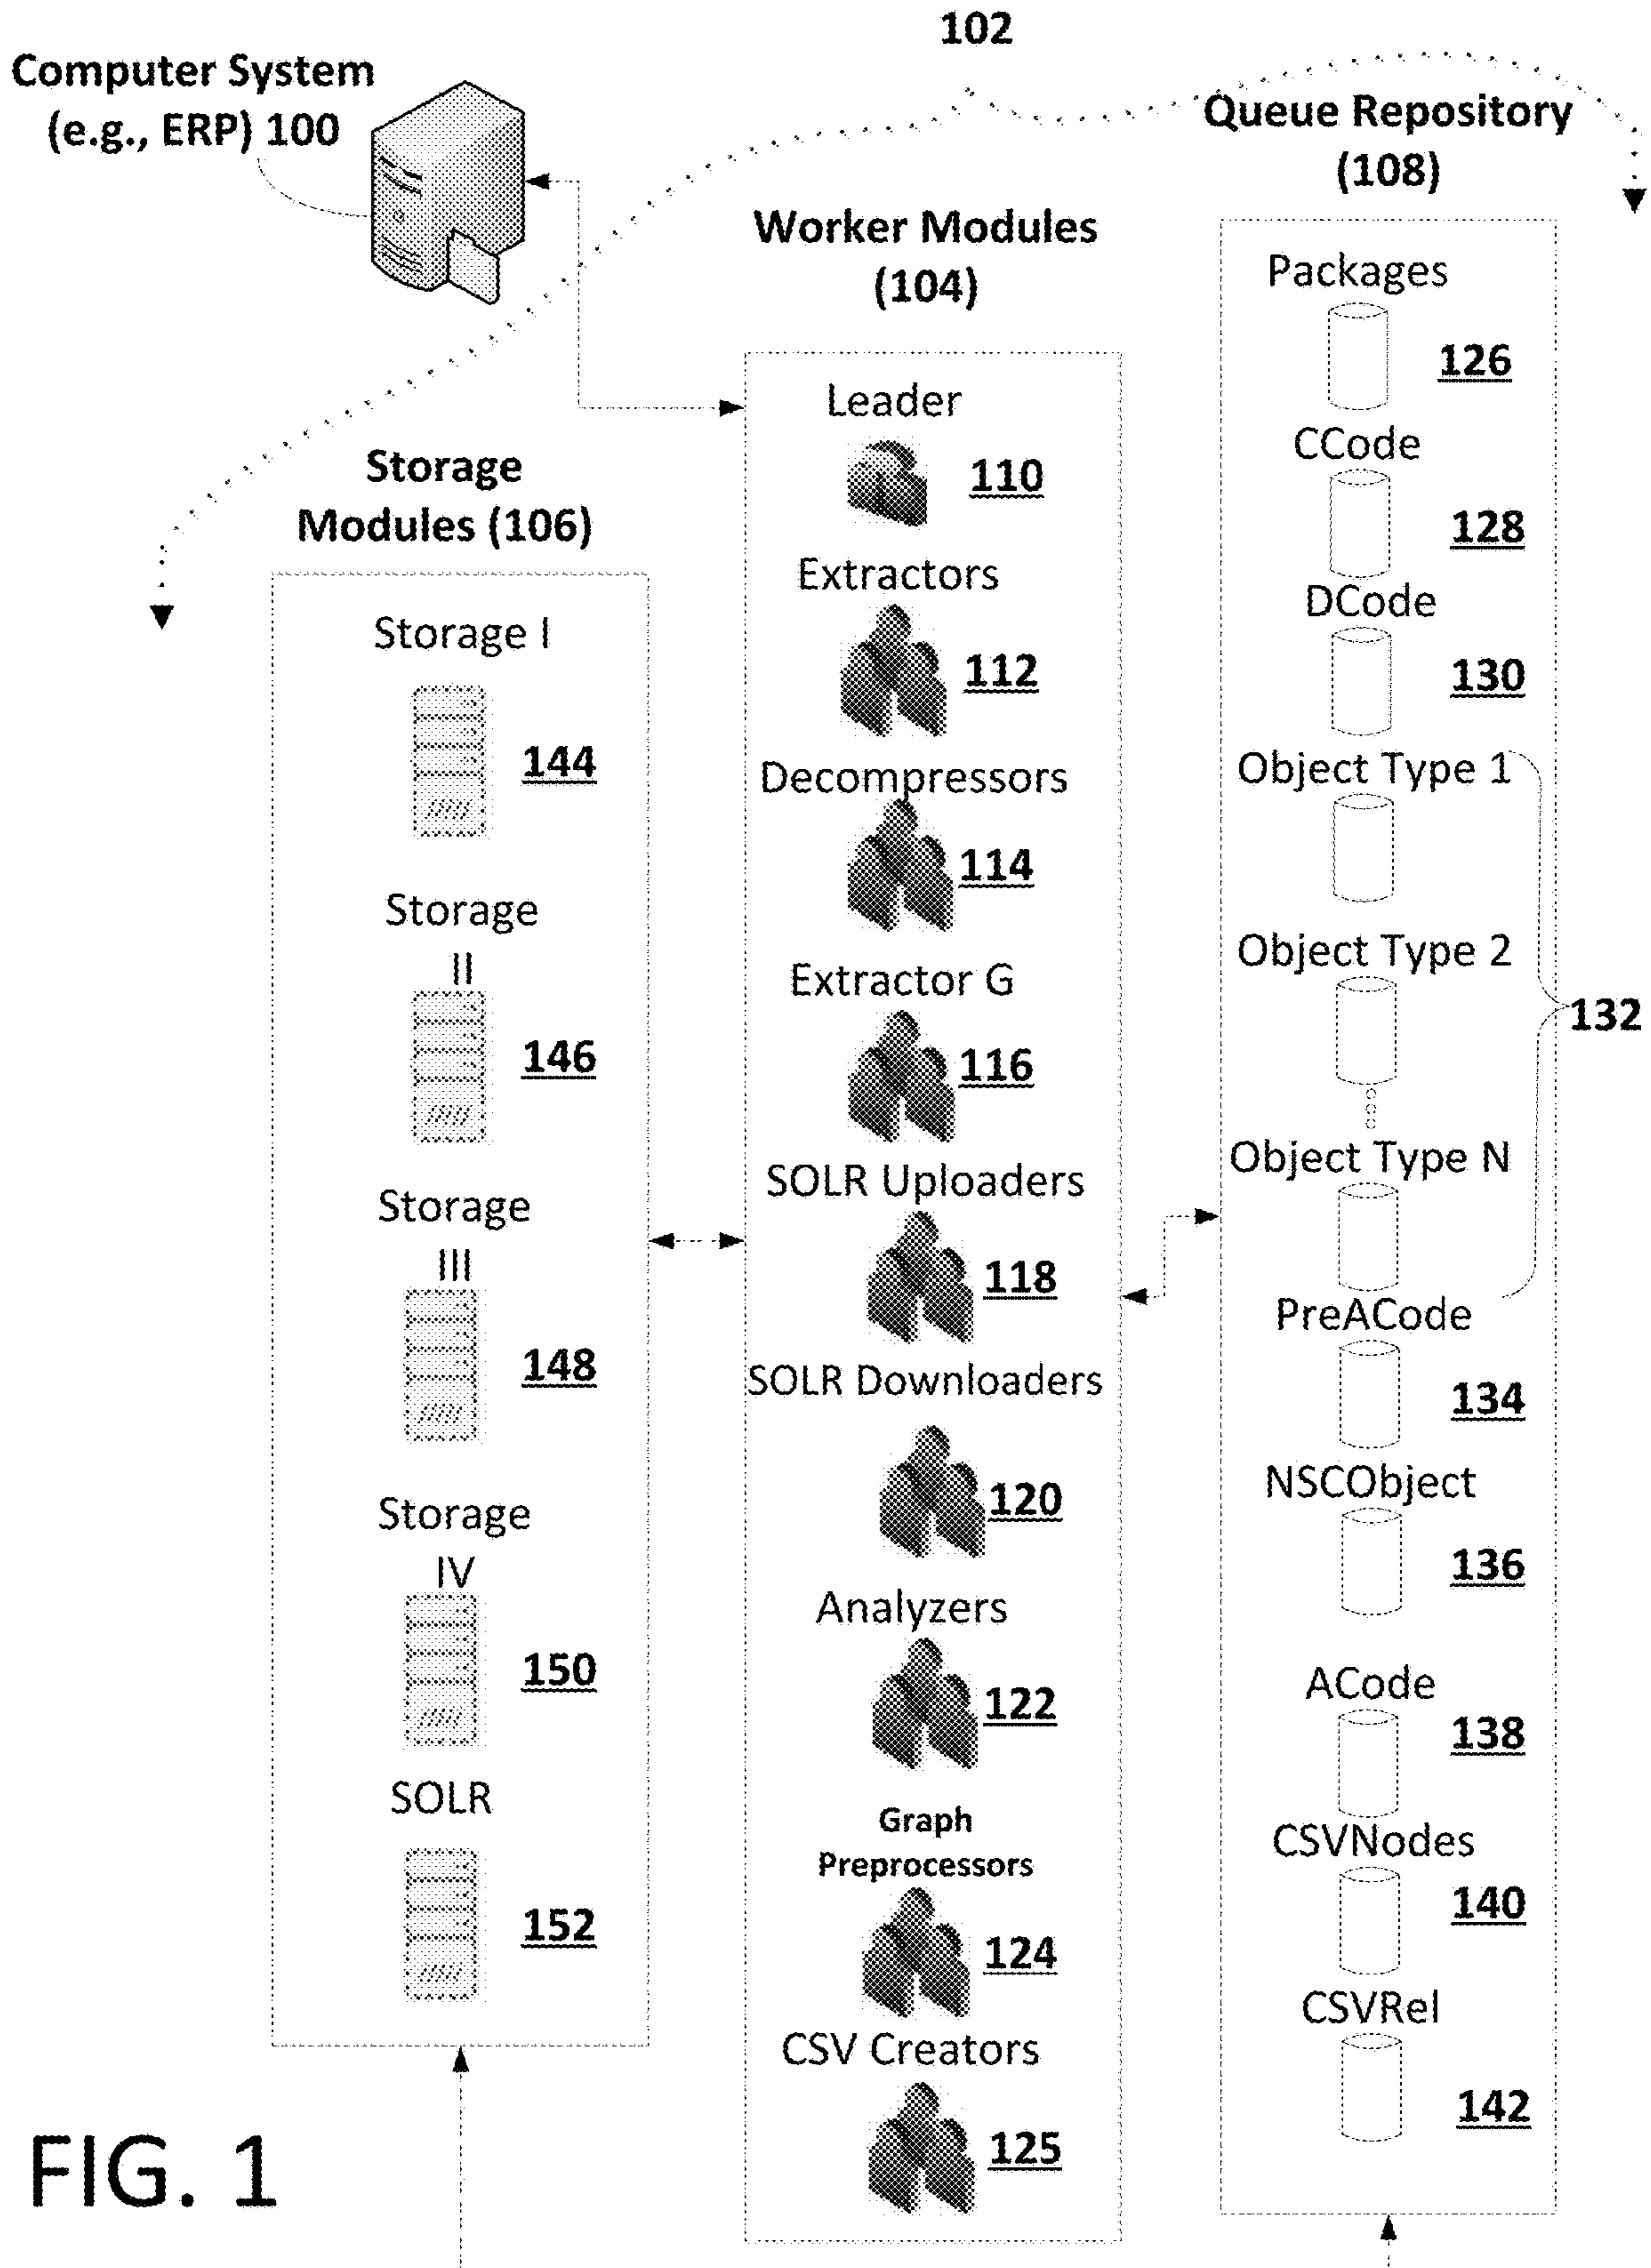 102
Computer System
(e.g., ERP) 100
Queue Repository
(108)
Worker Modules
(104)
Storage
Modules (106)
Storage I
144
Storage
II
146
Storage
III
148
Storage
IV
150
SOLR
152
Leader
110
Extractors
112
Decompressors
114
Extractor G
116
SOLR Uploaders
118
SOLR Downloaders
120
Analyzers
122
Graph
Preprocessors
124
CSV Creators
125
Packages
126
CCode
128
DCode
130
Object Type 1
Object Type 2
132
Object Type N
PreACode
134
NSCObject
136
ACode
138
CSVNodes
140
CSVRel
142
FIG. 1